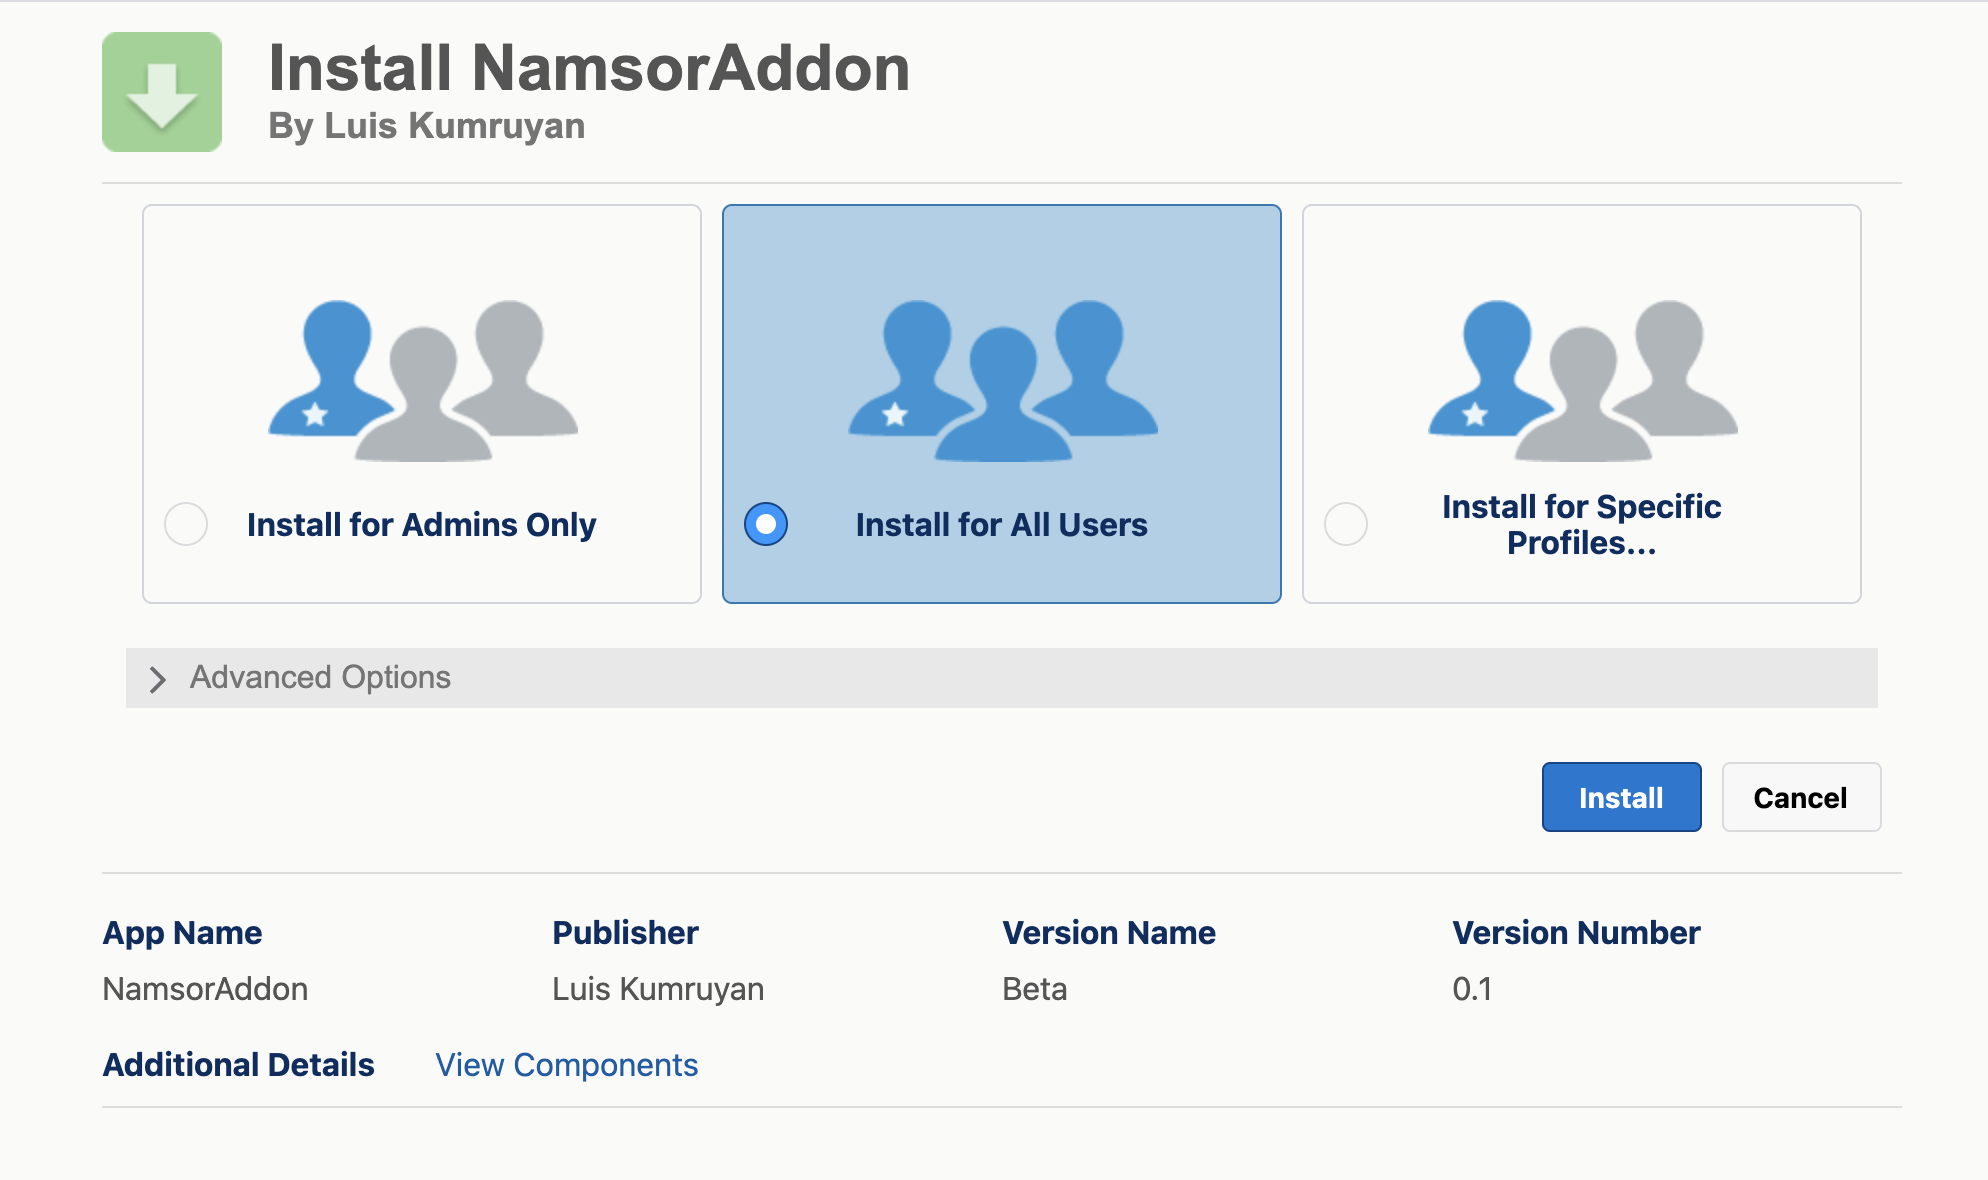 Install NamsorAddon
By Luis Kumruyan
Install for Admins Only
Install for All Users
Install for Specific
Profiles...
Advanced Options
Install
Cancel
App Name
Publisher
Version Name
Version Number
NamsorAddon
Luis Kumruyan
Beta
0.1
Additional Details
View Components